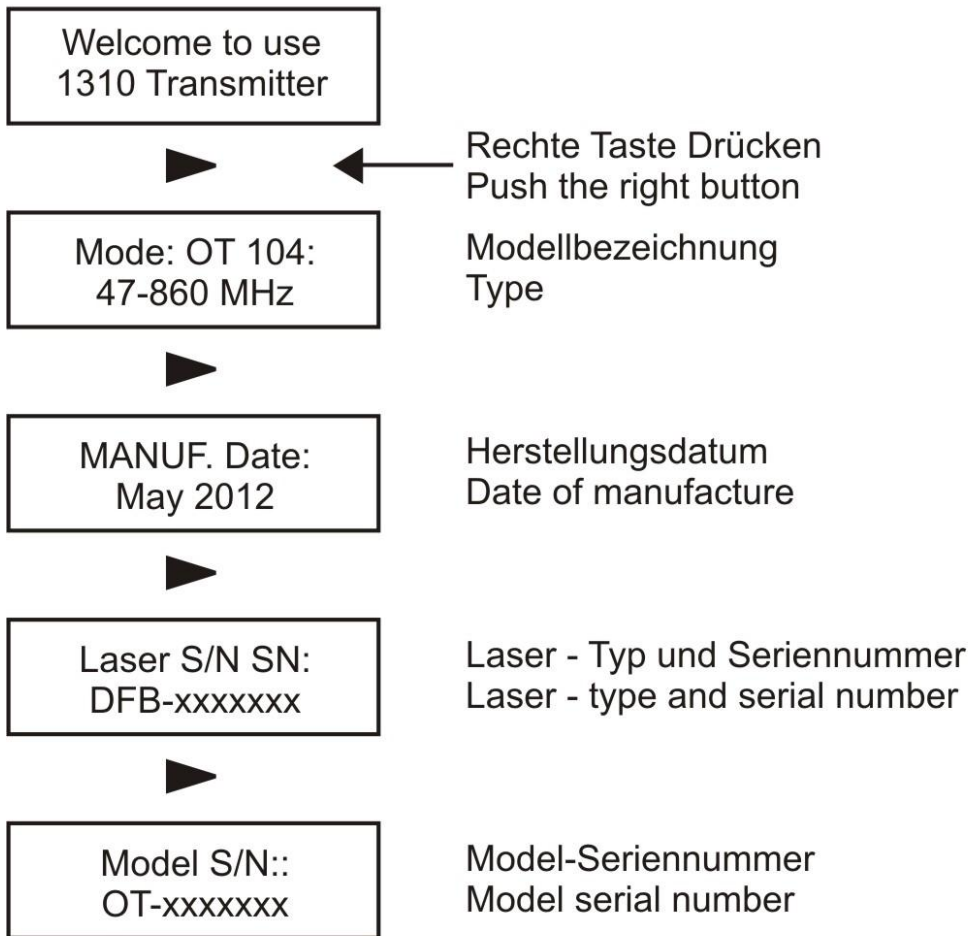 Welcome to use
1310 Transmitter
Rechte Taste Drücken
Push the right button
Mode: OT 104:
47-860 MHz
Modellbezeichnung
Type
MANUF. Date:
May 2012
Herstellungsdatum
Date of manufacture
Laser S/N SN:
DFB-xxxxxxx
Laser - Typ und Seriennummer
Laser - type and serial number
Model S/N::
OT-xxxxxxx
Model-Seriennummer
Model serial number